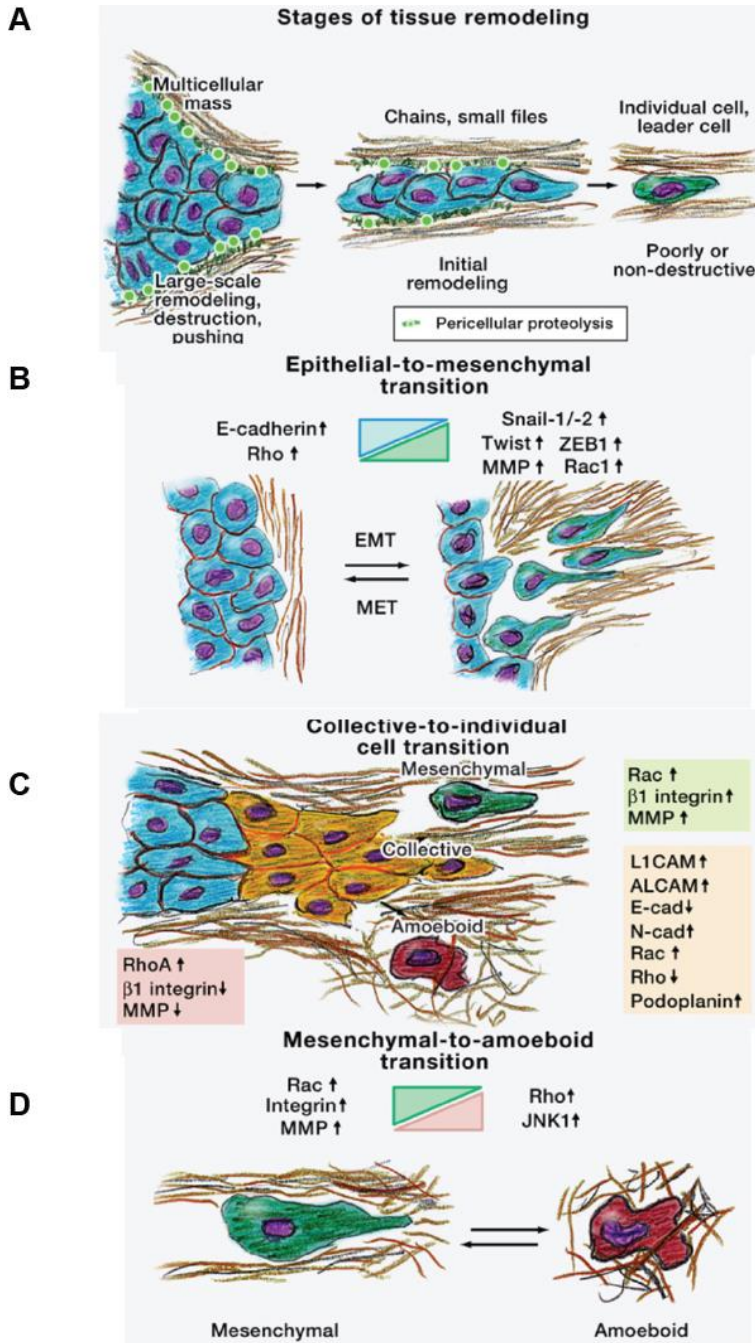 A
Stages of tissue remodeling
Multicellular
mass
Chains, small files
Individual cell,
leader cell
Large-scale
remodeling,
destruction,
pushing
Initial
remodeling
Poorly or
non-destructive
Pericellular proteolysis
B
Epithelial-to-mesenchymal
transition
E-cadherin↑
Rho ↑
Snail-1/-2 ↑
Twist ↑ ZEB1 ↑
MMP ↑ Rac1 ↑
EMT
MET
C
Collective-to-individual
cell transition
Mesenchymal
Collective
Amoeboid
Rac ↑
β1 integrin↑
MMP ↑
L1CAM↑
ALCAM↑
E-cad↓
N-cad↑
Rac ↑
Rho ↓
Podoplanin↑
RhoA ↑
β1 integrin↓
MMP ↓
D
Mesenchymal-to-amoeboid
transition
Rac ↑
Integrin↑
MMP ↑
Rho↑
JNK1↑
Mesenchymal
Amoeboid